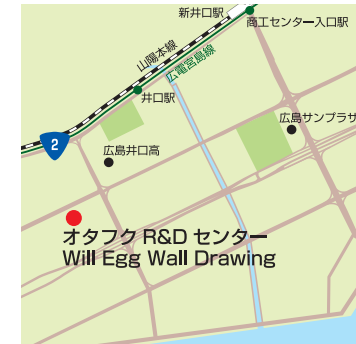 新井口駅
商工センター入口駅
山陽本線
広電宮島線
井口駅
2
広島井口高
広島サンプラザ
オタフク R&D センター
Will Egg Wall Drawing